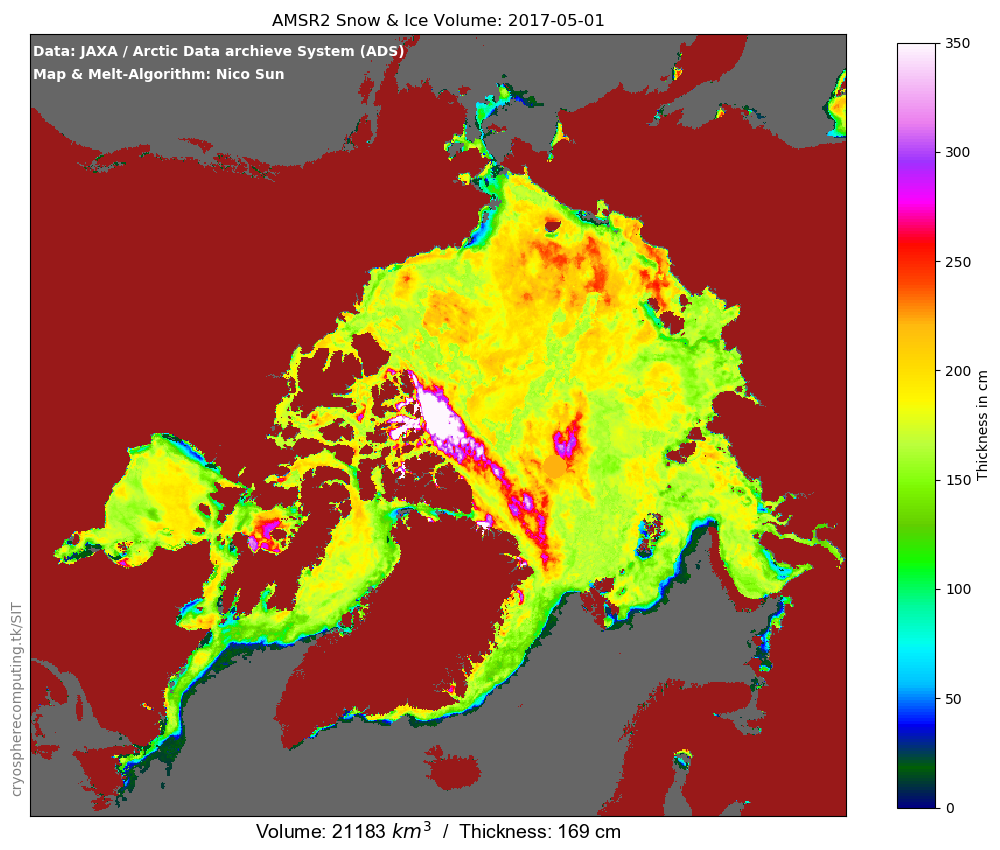 AMSR2 Snow & Ice Volume: 2017-05-01
Data: JAXA / Arctic Data archieve System (ADS)
Map & Melt-Algorithm: Nico Sun
350
300
250
200
150
100
50
0
Thickness in cm
cryospherecomputing.tk/SIT
Volume: 21183 km³ / Thickness: 169 cm